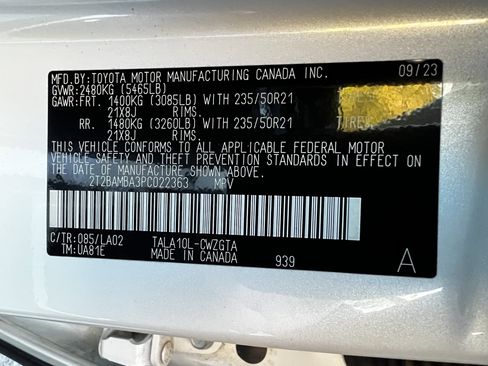 MFD.BY:TOYOTA MOTOR MANUFACTURING CANADA INC. 09/23
GVWR:2480KG (5465LB)
GAWR:FRT. 1400KG (3085LB) WITH 235/50R21 TIRES,
21X8J RIMS.
RR. 1480KG (3260LB) WITH 235/50R21 TIRES,
21X8J RIMS.
THIS VEHICLE CONFORMS TO ALL APPLICABLE FEDERAL MOTOR
VEHICLE SAFETY AND THEFT PREVENTION STANDARDS IN EFFECT ON
THE DATE OF MANUFACTURE SHOWN ABOVE.
2T2BAMBA3PC022363 MPV
C/TR:085/LA02 TALA10L-CWZGTA
TM:UA81E MADE IN CANADA 939 A